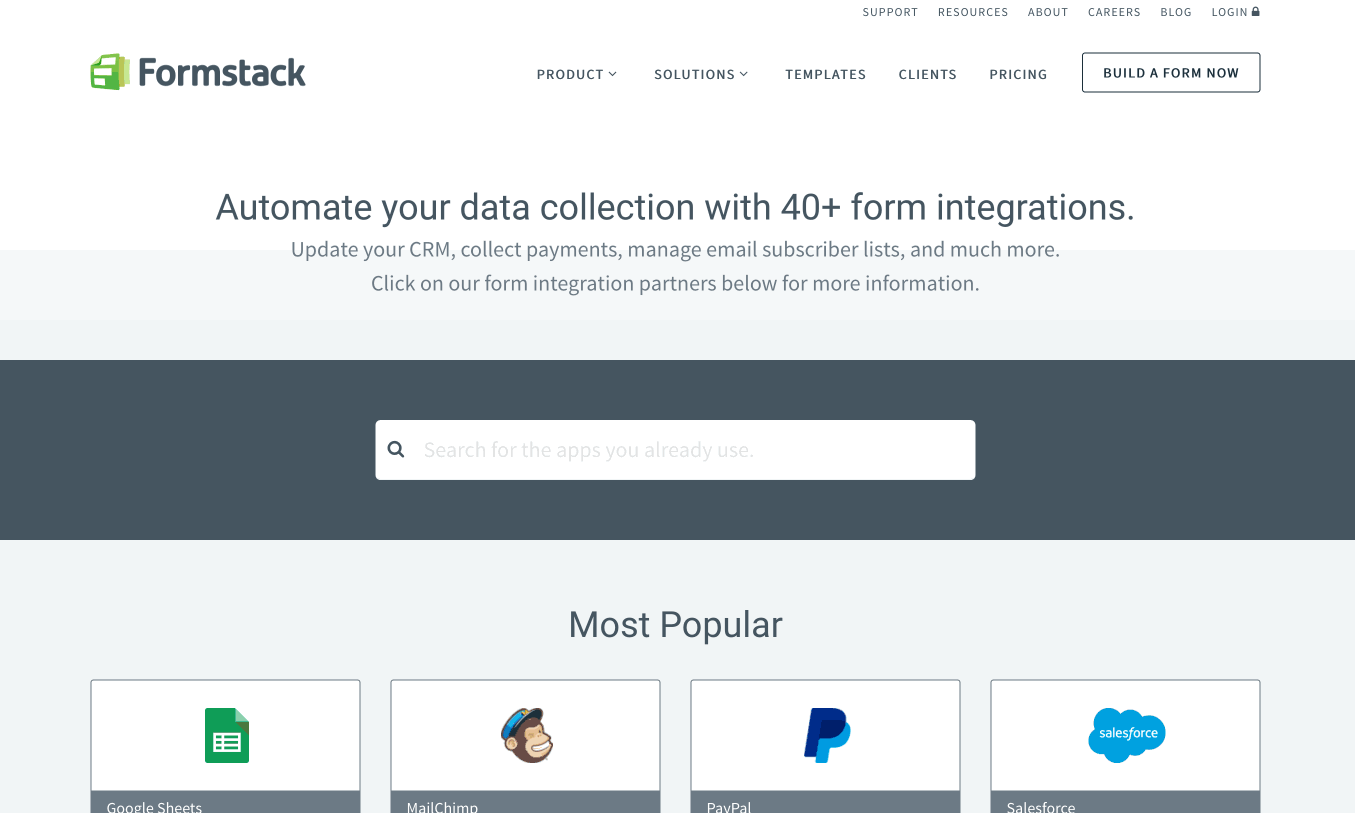 SUPPORT RESOURCES ABOUT CAREERS BLOG LOGIN
Formstack
PRODUCT SOLUTIONS TEMPLATES CLIENTS PRICING BUILD A FORM NOW
Automate your data collection with 40+ form integrations.
Update your CRM, collect payments, manage email subscriber lists, and much more.
Click on our form integration partners below for more information.
Search for the apps you already use.
Most Popular
salesforce
Google Sheets MailChimp PayPal Salesforce